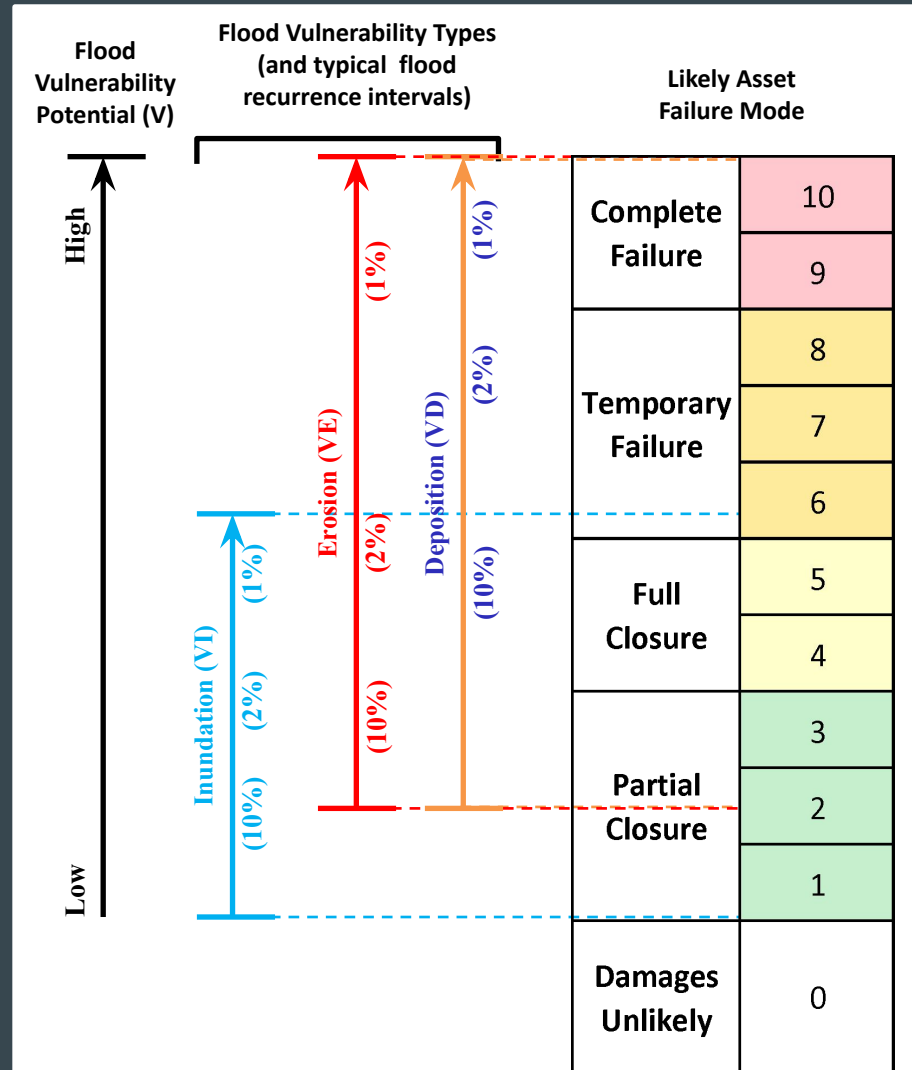 Flood
Vulnerability
Potential (V)
Flood Vulnerability Types
(and typical flood
recurrence intervals)
Likely Asset
Failure Mode
High
Low
Inundation (VI)
(1%)
(2%)
(10%)
Erosion (VE)
(1%)
(2%)
(10%)
Deposition (VD)
(1%)
(2%)
(10%)
Complete
Failure
10
9
Temporary
Failure
8
7
6
Full
Closure
5
4
Partial
Closure
3
2
1
Damages
Unlikely
0